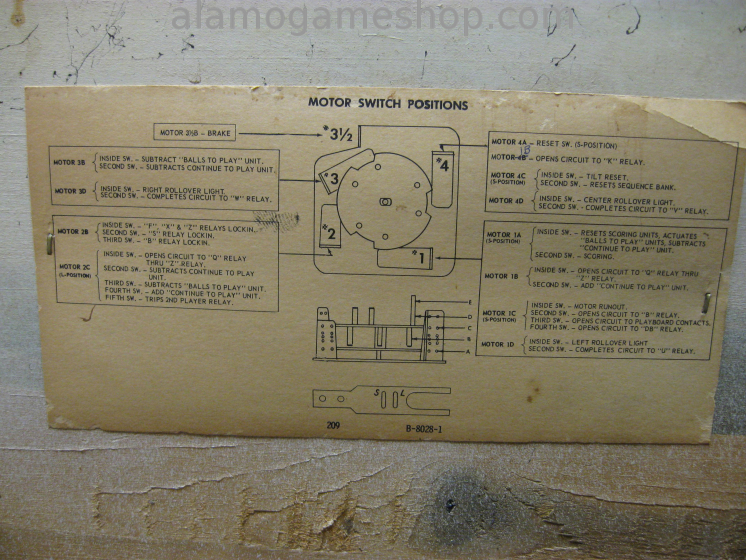 alamogameshop.com
MOTOR SWITCH POSITIONS
MOTOR 3½B - BRAKE
*3½
MOTOR 3B
INSIDE SW. - SUBTRACT "BALLS TO PLAY" UNIT.
SECOND SW. - SUBTRACTS CONTINUE TO PLAY UNIT.
MOTOR 3D
INSIDE SW. - RIGHT ROLLOVER LIGHT.
SECOND SW. - COMPLETES CIRCUIT TO "W" RELAY.
MOTOR 2B
INSIDE SW. - "F", "X" & "Z" RELAYS LOCKIN.
SECOND SW. - "S" RELAY LOCKIN.
THIRD SW. - "B" RELAY LOCKIN.
MOTOR 2C
(L-POSITION)
INSIDE SW. - OPENS CIRCUIT TO "Q" RELAY
THRU "Z" RELAY.
SECOND SW. - SUBTRACTS CONTINUE TO PLAY
UNIT.
THIRD SW. - SUBTRACTS "BALLS TO PLAY" UNIT.
FOURTH SW. - ADD "CONTINUE TO PLAY" UNIT.
FIFTH SW. - TRIPS 2ND PLAYER RELAY.
*3
*4
*2
*1
MOTOR 4A - RESET SW. (S-POSITION)
1B
MOTOR 4B - OPENS CIRCUIT TO "K" RELAY.
MOTOR 4C
(S-POSITION)
INSIDE SW. - TILT RESET.
SECOND SW. - RESETS SEQUENCE BANK.
MOTOR 4D
INSIDE SW. - CENTER ROLLOVER LIGHT.
SECOND SW. - COMPLETES CIRCUIT TO "V" RELAY.
MOTOR 1A
(S-POSITION)
INSIDE SW. - RESETS SCORING UNITS, ACTUATES
"BALLS TO PLAY" UNITS, SUBTRACTS
"CONTINUE TO PLAY" UNIT.
SECOND SW. - SCORING.
MOTOR 1B
INSIDE SW. - OPENS CIRCUIT TO "Q" RELAY THRU
"Z" RELAY.
SECOND SW. - ADD "CONTINUE TO PLAY" UNIT.
MOTOR 1C
(S-POSITION)
INSIDE SW. - MOTOR RUNOUT.
SECOND SW. - OPENS CIRCUIT TO "B" RELAY.
THIRD SW. - OPENS CIRCUIT TO PLAYBOARD CONTACTS.
FOURTH SW. - OPENS CIRCUIT TO "DB" RELAY.
MOTOR 1D
INSIDE SW. - LEFT ROLLOVER LIGHT
SECOND SW. - COMPLETES CIRCUIT TO "U" RELAY.
E
D
C
B
A
S L
209 B-8028-1